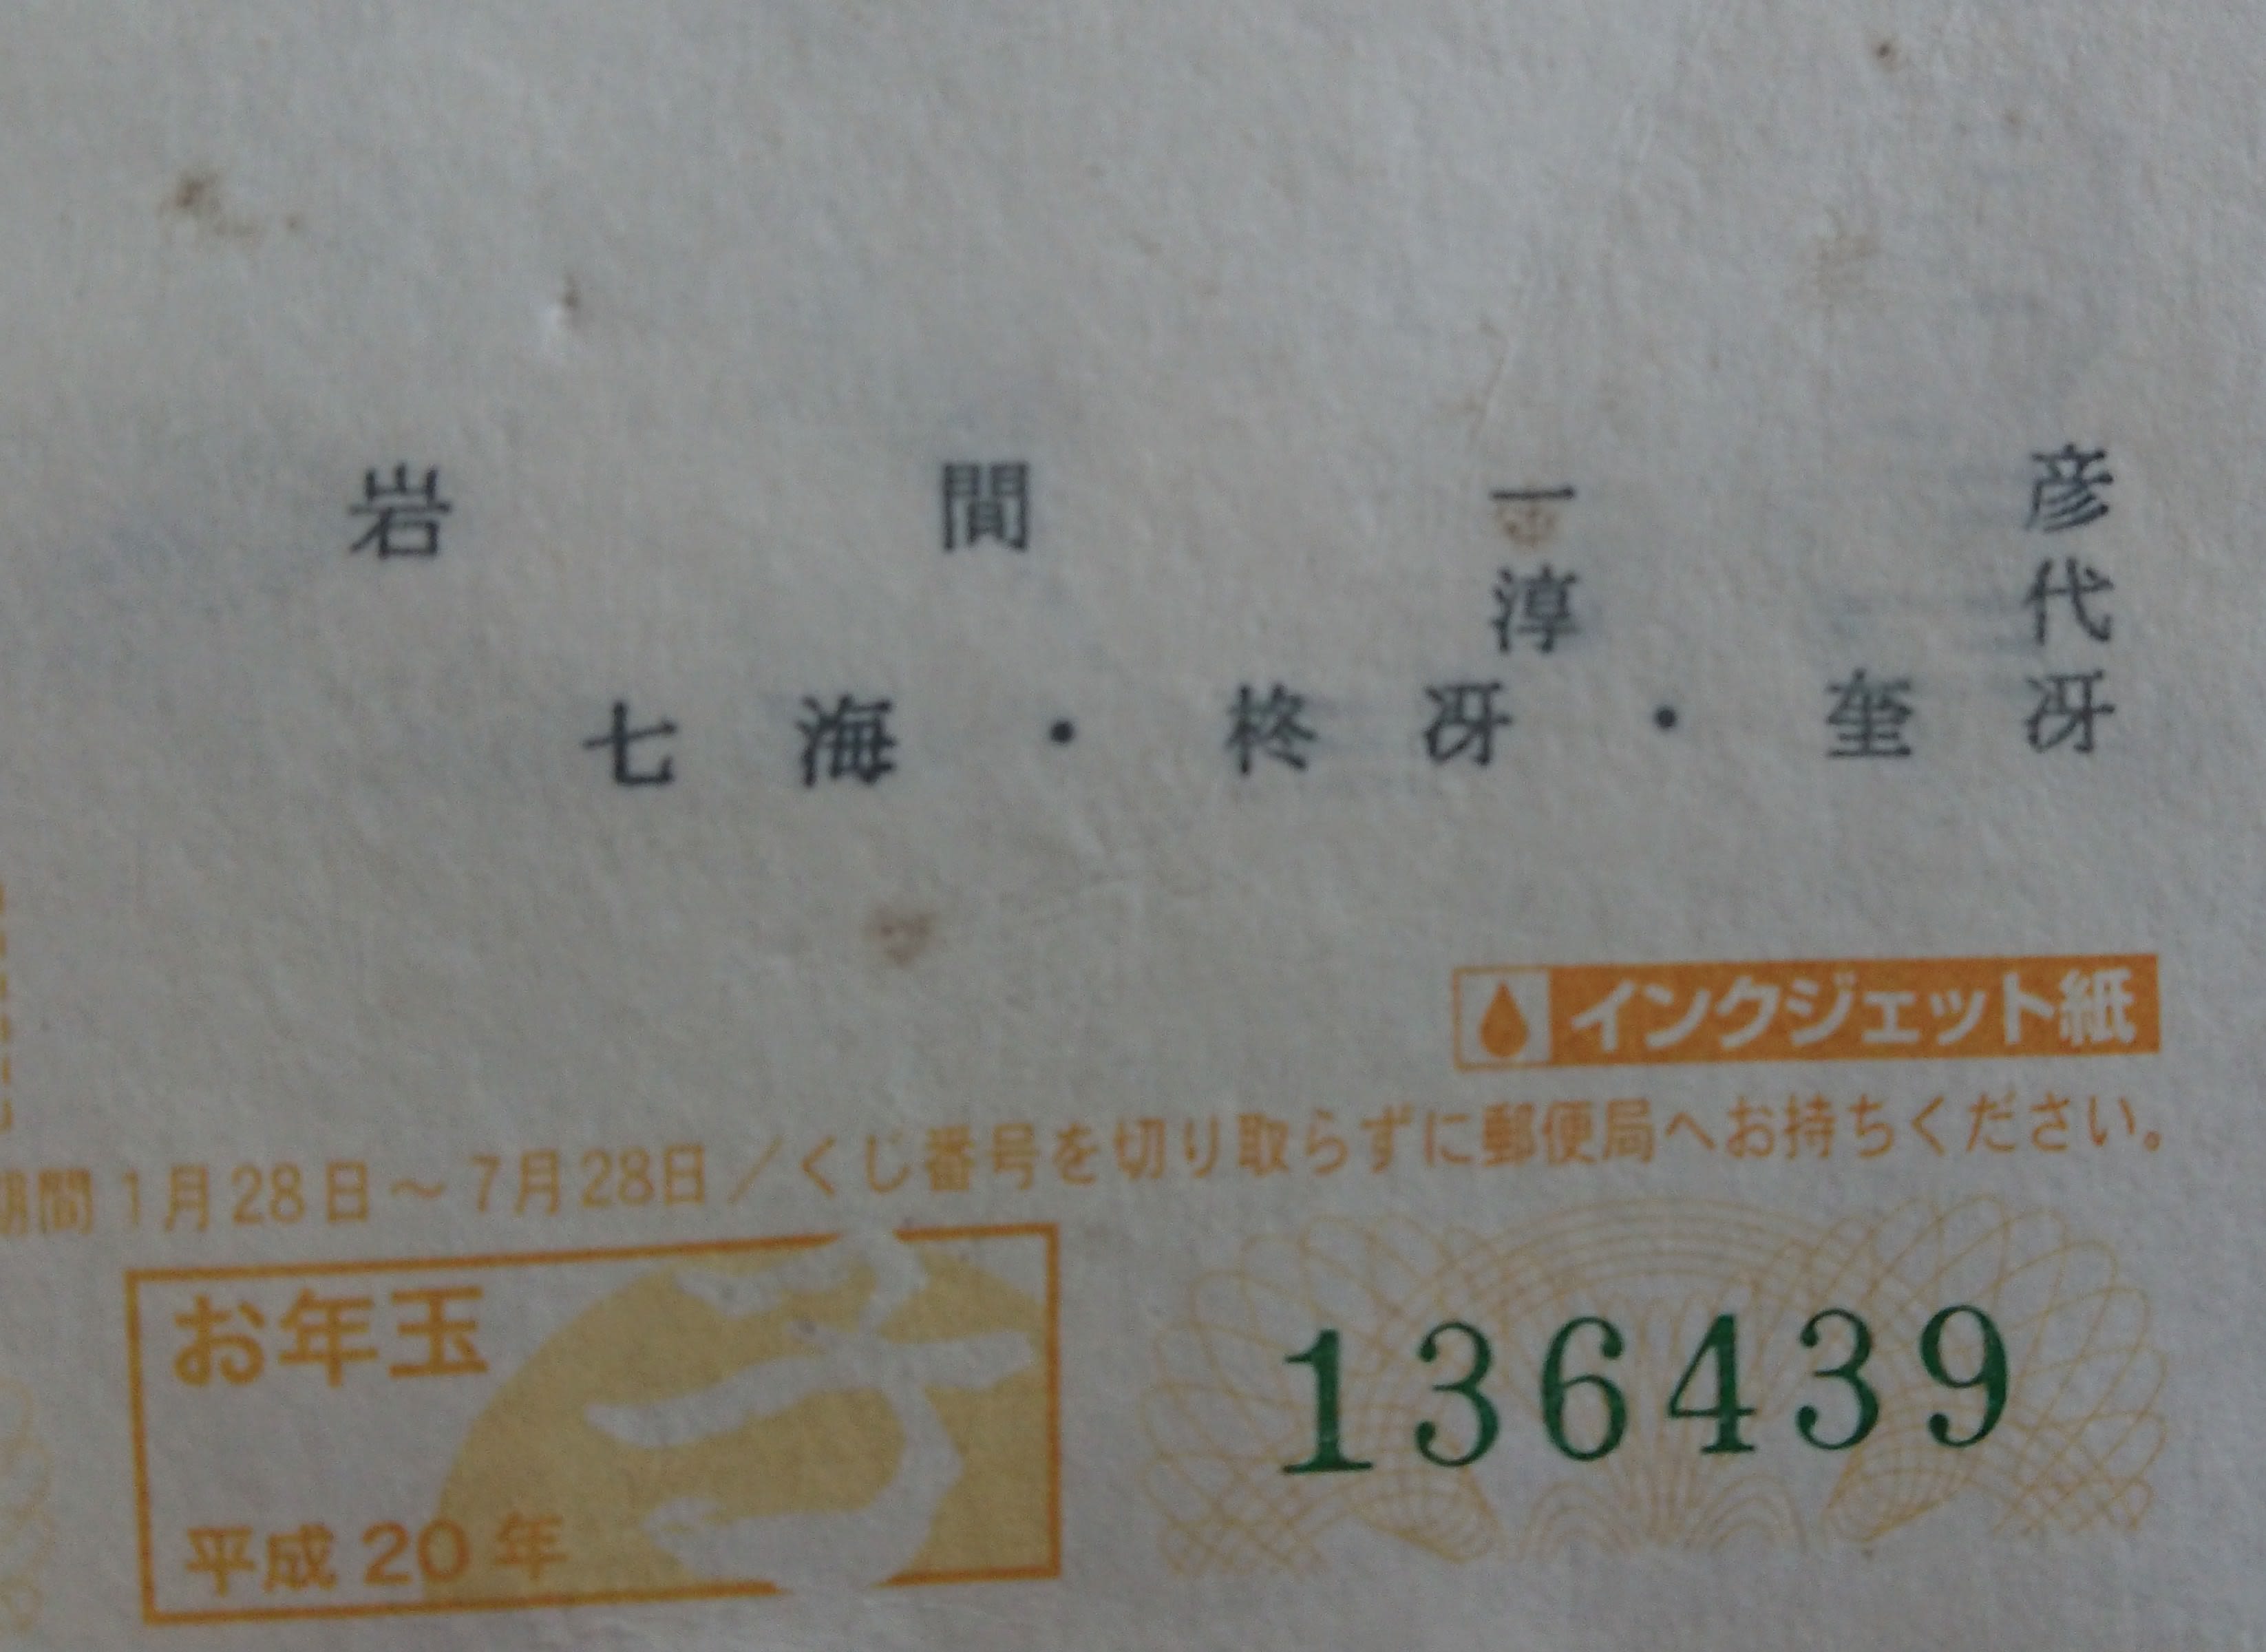 岩間一彦
淳代
七海・柊冴・奎冴
インクジェット紙
期間 1月28日～7月28日／くじ番号を切り取らずに郵便局へお持ちください。
お年玉
136439
平成20年